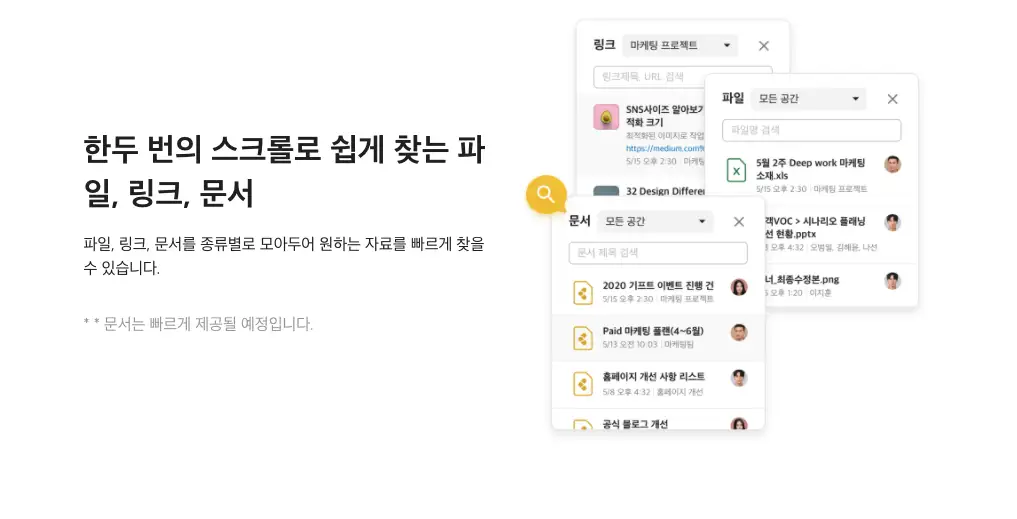 한두 번의 스크롤로 쉽게 찾는 파
일, 링크, 문서
파일, 링크, 문서를 종류별로 모아두어 원하는 자료를 빠르게 찾을
수 있습니다.
* * 문서는 빠르게 제공될 예정입니다.
링크 마케팅 프로젝트
링크제목, URL 검색
SNS사이즈 알아보기
적화 크기
최적화된 이미지로 작업
https://medium.com%
5/15 오후 2:30 마케팅
32 Design Differen
파일 모든 공간
파일명 검색
5월 2주 Deep work 마케팅
소재.xls
5/15 오후 2:30 마케팅 프로젝트
객VOC > 시나리오 플래닝
선 현황.pptx
오후 4:32 오범일, 김해윤, 나선
너_최종수정본.png
오후 1:20 이지훈
문서 모든 공간
문서 제목 검색
2020 기프트 이벤트 진행 건
5/15 오후 2:30 마케팅 프로젝트
Paid 마케팅 플랜(4~6월)
5/13 오전 10:03 마케팅팀
홈페이지 개선 사항 리스트
5/8 오후 4:32 홈페이지 개선
공식 블로그 개선